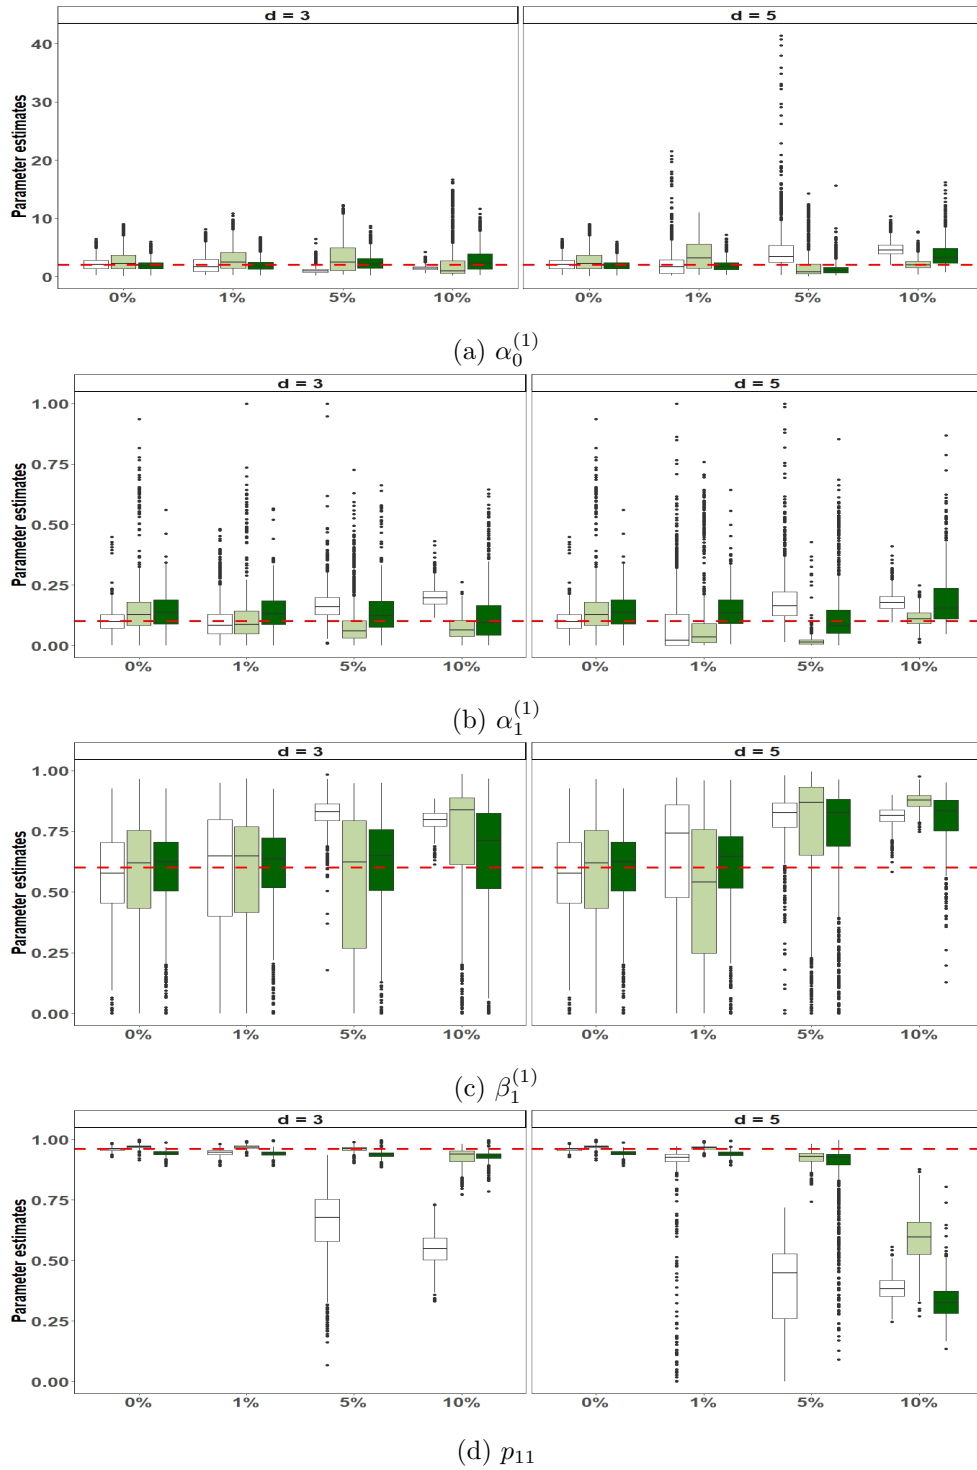 d = 3 d = 5
Parameter estimates
40
30
20
10
0
0% 1% 5% 10% 0% 1% 5% 10%
(a) α₀⁽¹⁾
d = 3 d = 5
Parameter estimates
1.00
0.75
0.50
0.25
0.00
0% 1% 5% 10% 0% 1% 5% 10%
(b) α₁⁽¹⁾
d = 3 d = 5
Parameter estimates
1.00
0.75
0.50
0.25
0.00
0% 1% 5% 10% 0% 1% 5% 10%
(c) β₁⁽¹⁾
d = 3 d = 5
Parameter estimates
1.00
0.75
0.50
0.25
0.00
0% 1% 5% 10% 0% 1% 5% 10%
(d) p₁₁